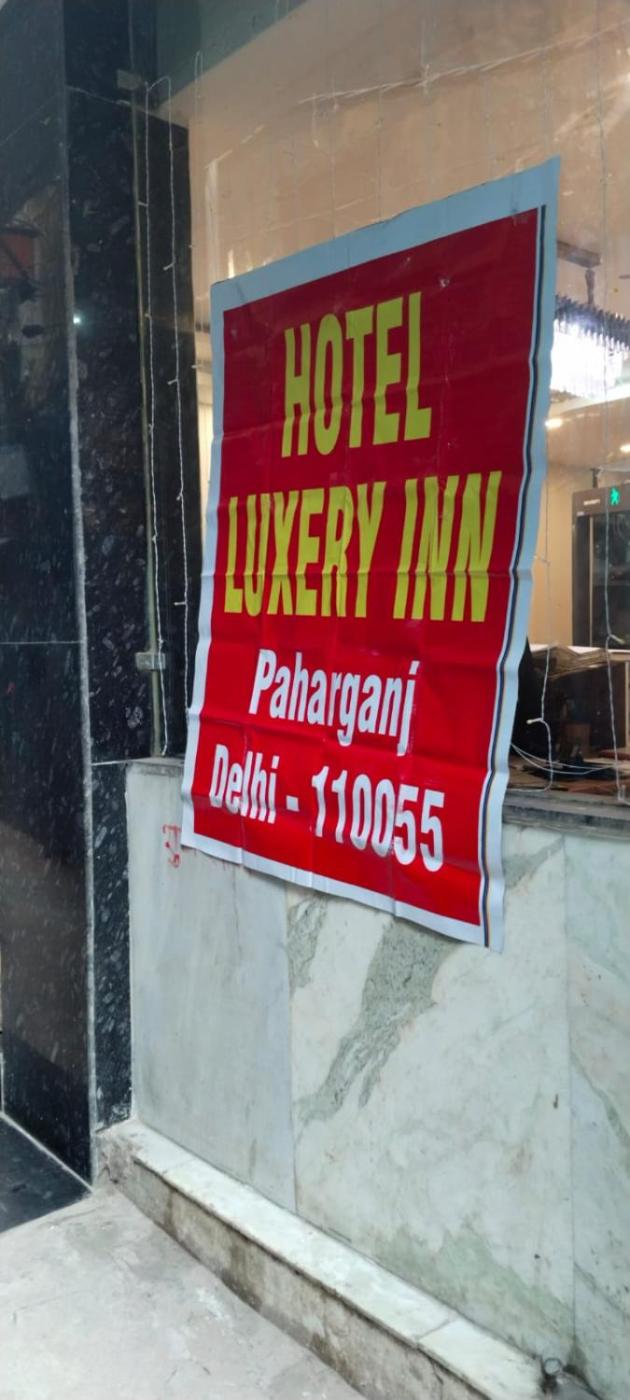 HOTEL
LUXERY INN
Paharganj
Delhi - 110055